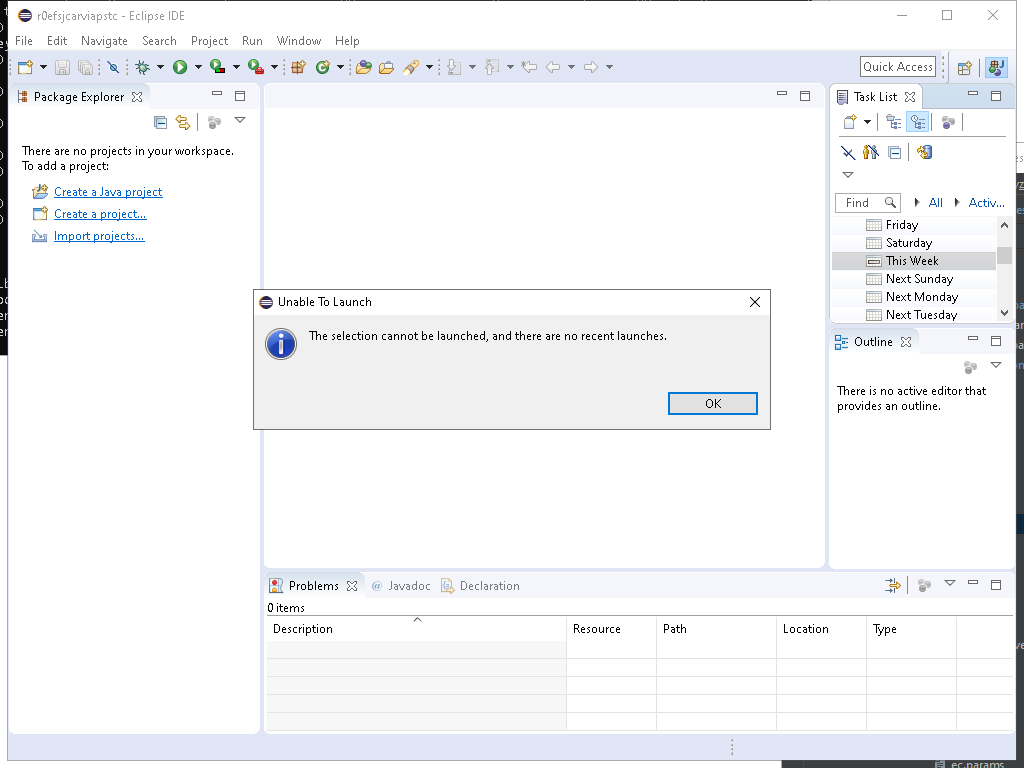 r0efsjcarviapstc - Eclipse IDE
File Edit Navigate Search Project Run Window Help
Quick Access
Package Explorer
Task List
There are no projects in your workspace.
To add a project:
Create a Java project
Create a project...
Import projects...
Find All Activ...
Friday
Saturday
This Week
Next Sunday
Next Monday
Next Tuesday
Unable To Launch
The selection cannot be launched, and there are no recent launches.
OK
Outline
There is no active editor that
provides an outline.
Problems @ Javadoc Declaration
0 items
Description Resource Path Location Type
ec.params